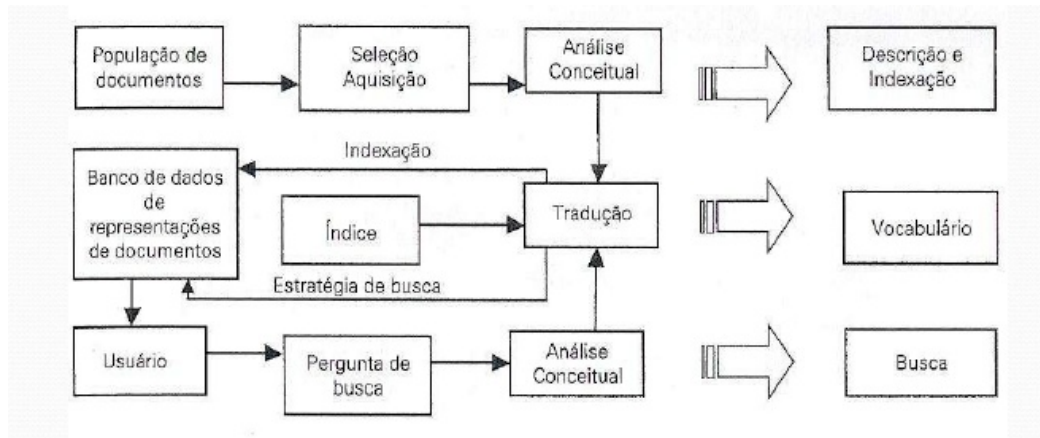 População de
documentos
Seleção
Aquisição
Análise
Conceitual
Descrição e
Indexação
Indexação
Banco de dados
de
representações
de documentos
Índice
Tradução
Vocabulário
Estratégia de busca
Usuário
Pergunta de
busca
Análise
Conceitual
Busca